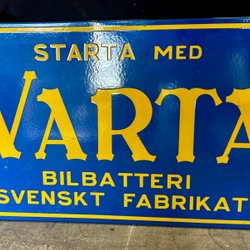 STARTA MED
VARTA
BILBATTERI
SVENSKT FABRIKAT